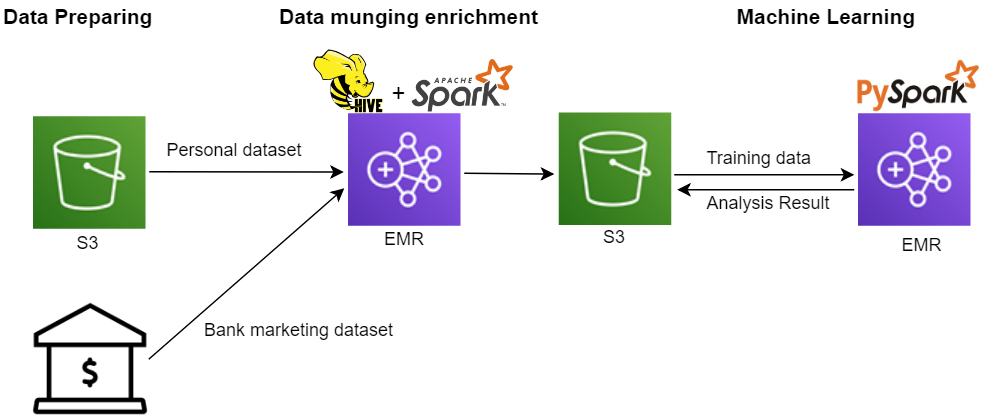 Data Preparing
Data munging enrichment
Machine Learning
HIVE
+
APACHE
Spark
TM
PySpark
Personal dataset
Training data
Analysis Result
S3
EMR
S3
EMR
Bank marketing dataset
$